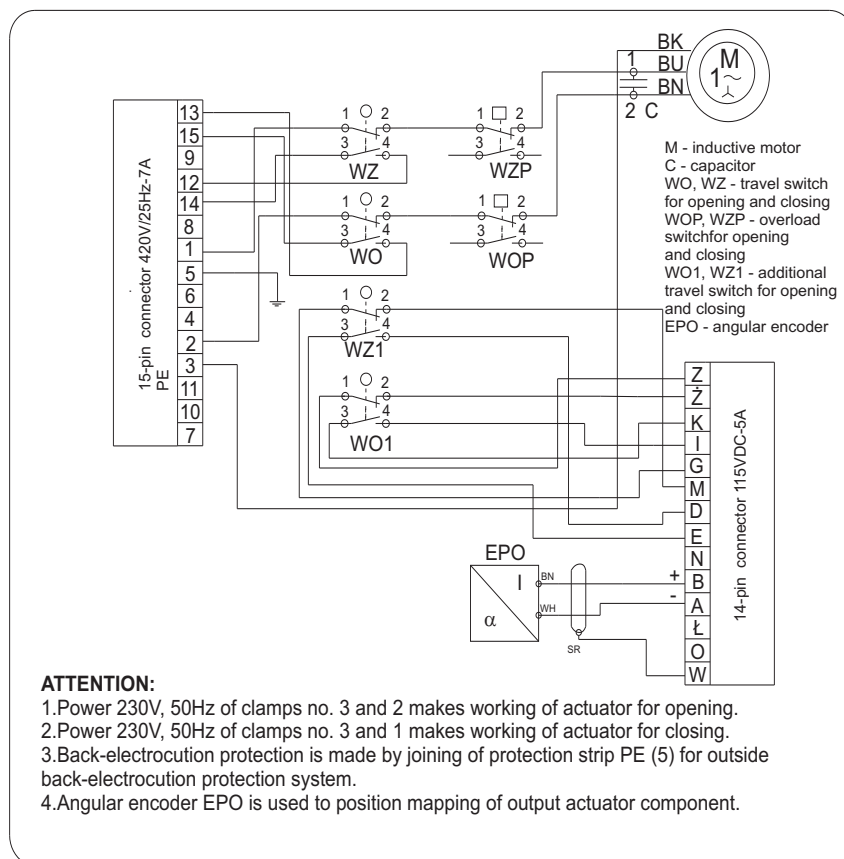 BK
1
BU
BN
2 C
M
1~
15-pin connector 420V/25Hz-7A
PE
13
15
9
12
14
8
1
5
6
4
2
3
11
10
7
1 2
3 4
WZ
1 2
3 4
WZP
1 2
3 4
WO
1 2
3 4
WOP
1 2
3 4
WZ1
1 2
3 4
WO1
M - inductive motor
C - capacitor
WO, WZ - travel switch
for opening and closing
WOP, WZP - overload
switchfor opening
and closing
WO1, WZ1 - additional
travel switch for opening
and closing
EPO - angular encoder
Z
Ż
K
I
G
M
D
E
N
B
A
Ł
O
W
14-pin connector 115VDC-5A
+
-
EPO
I
α
BN
WH
SR
ATTENTION:
1.Power 230V, 50Hz of clamps no. 3 and 2 makes working of actuator for opening.
2.Power 230V, 50Hz of clamps no. 3 and 1 makes working of actuator for closing.
3.Back-electrocution protection is made by joining of protection strip PE (5) for outside
back-electrocution protection system.
4.Angular encoder EPO is used to position mapping of output actuator component.